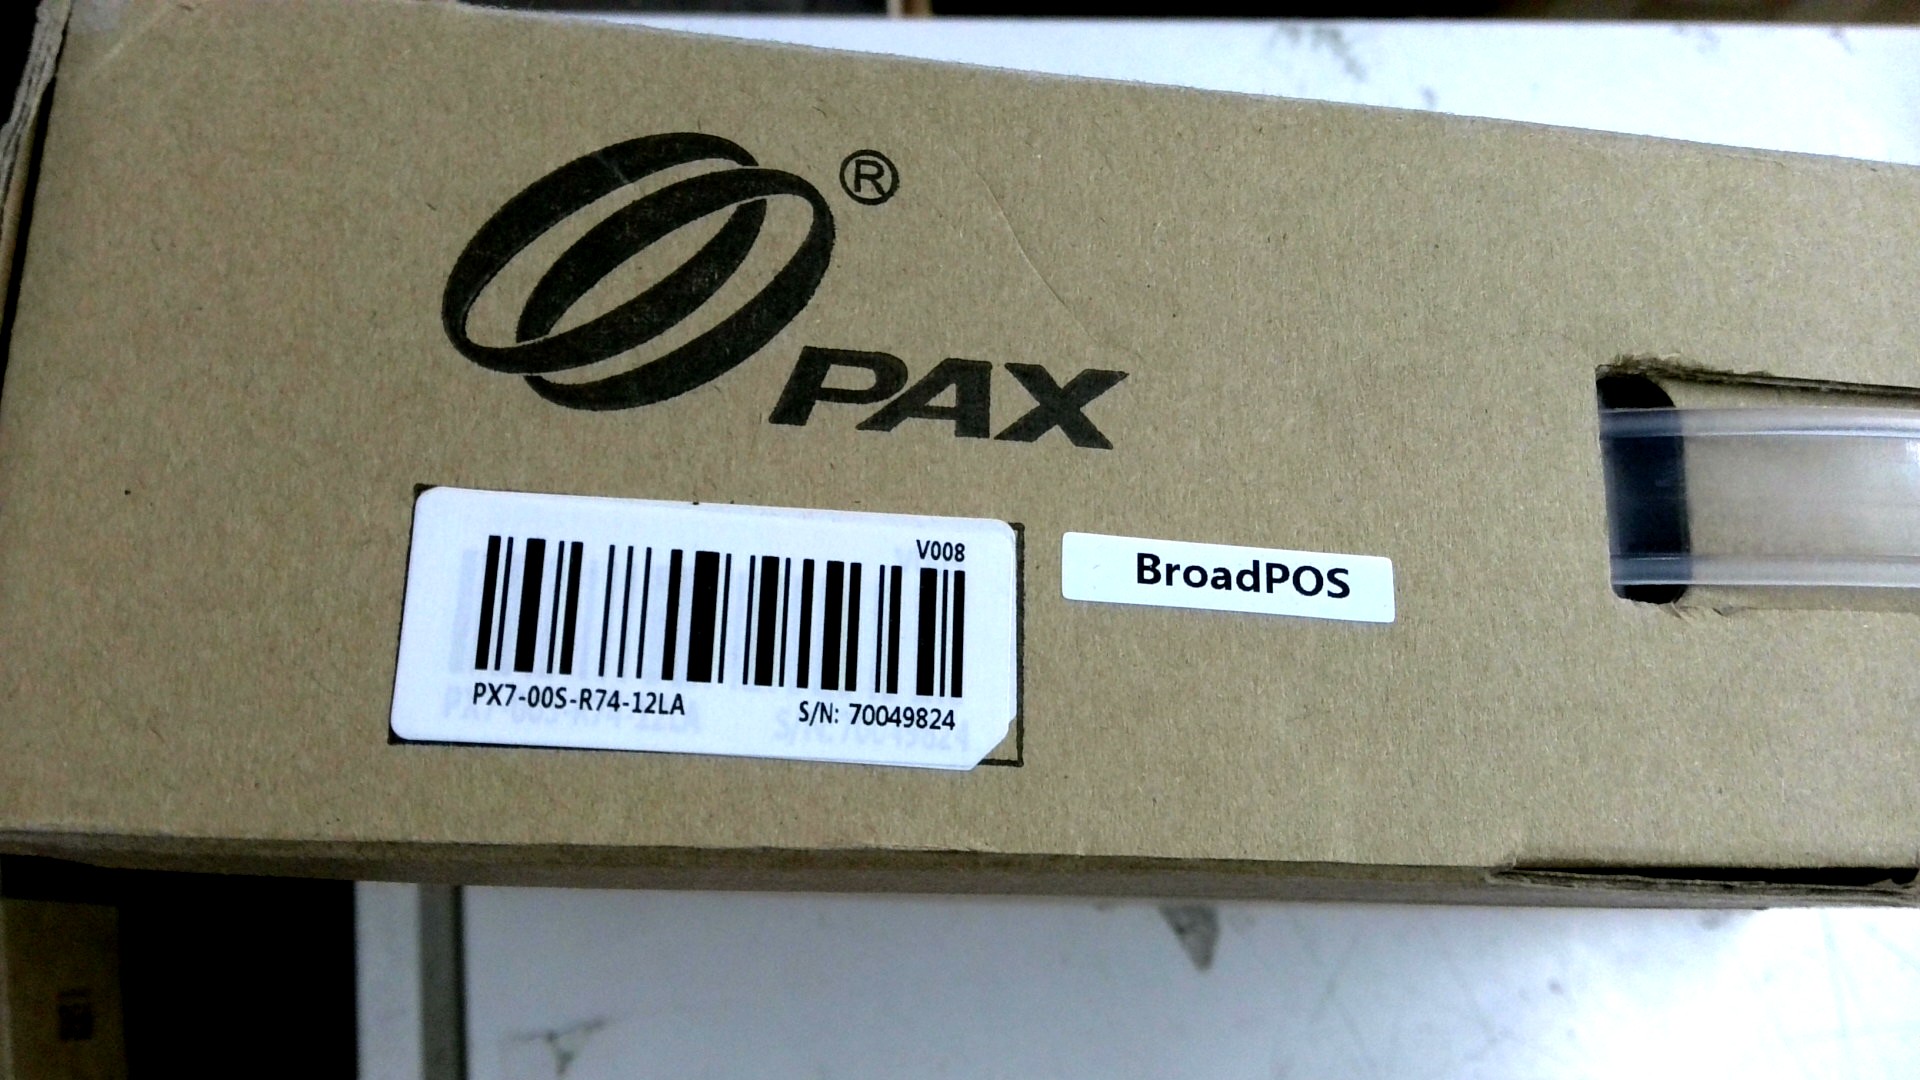 ®
PAX
V008
PX7-00S-R74-12LA
S/N: 70049824
BroadPOS